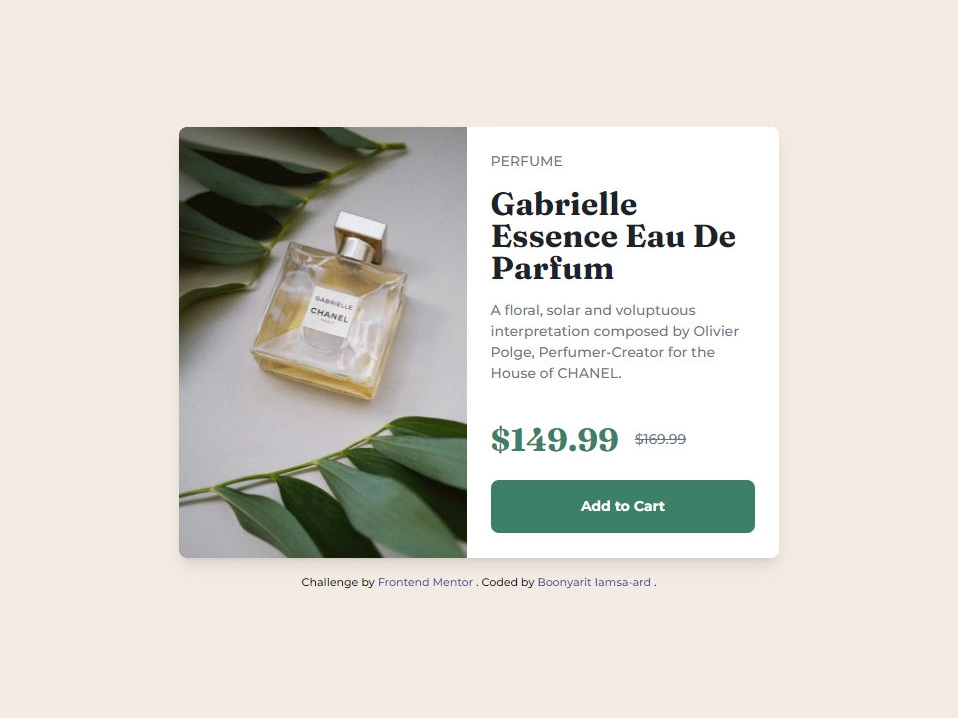 PERFUME
Gabrielle
Essence Eau De
Parfum
GABRIELLE
CHANEL
PARIS
A floral, solar and voluptuous
interpretation composed by Olivier
Polge, Perfumer-Creator for the
House of CHANEL.
$149.99 $169.99
Add to Cart
Challenge by Frontend Mentor . Coded by Boonyarit Iamsa-ard .